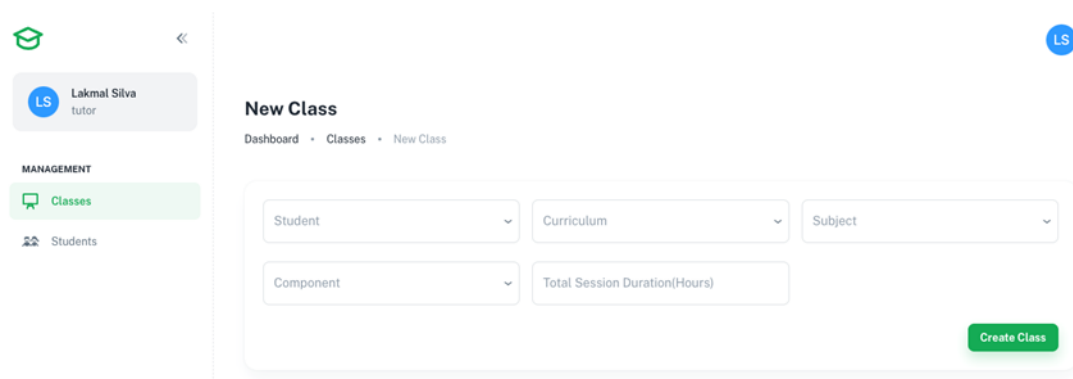 LS
LS
Lakmal Silva
tutor
New Class
Dashboard • Classes • New Class
MANAGEMENT
Classes
Students
Student
Curriculum
Subject
Component
Total Session Duration(Hours)
Create Class